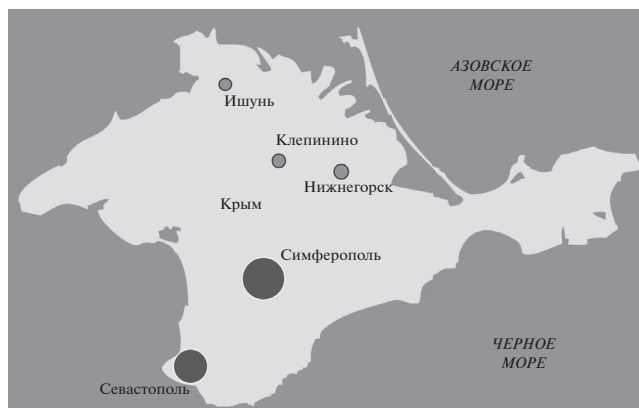 АЗОВСКОЕ
МОРЕ
Ишунь
Клепинино
Нижнегорск
Крым
Симферополь
ЧЕРНОЕ
МОРЕ
Севастополь